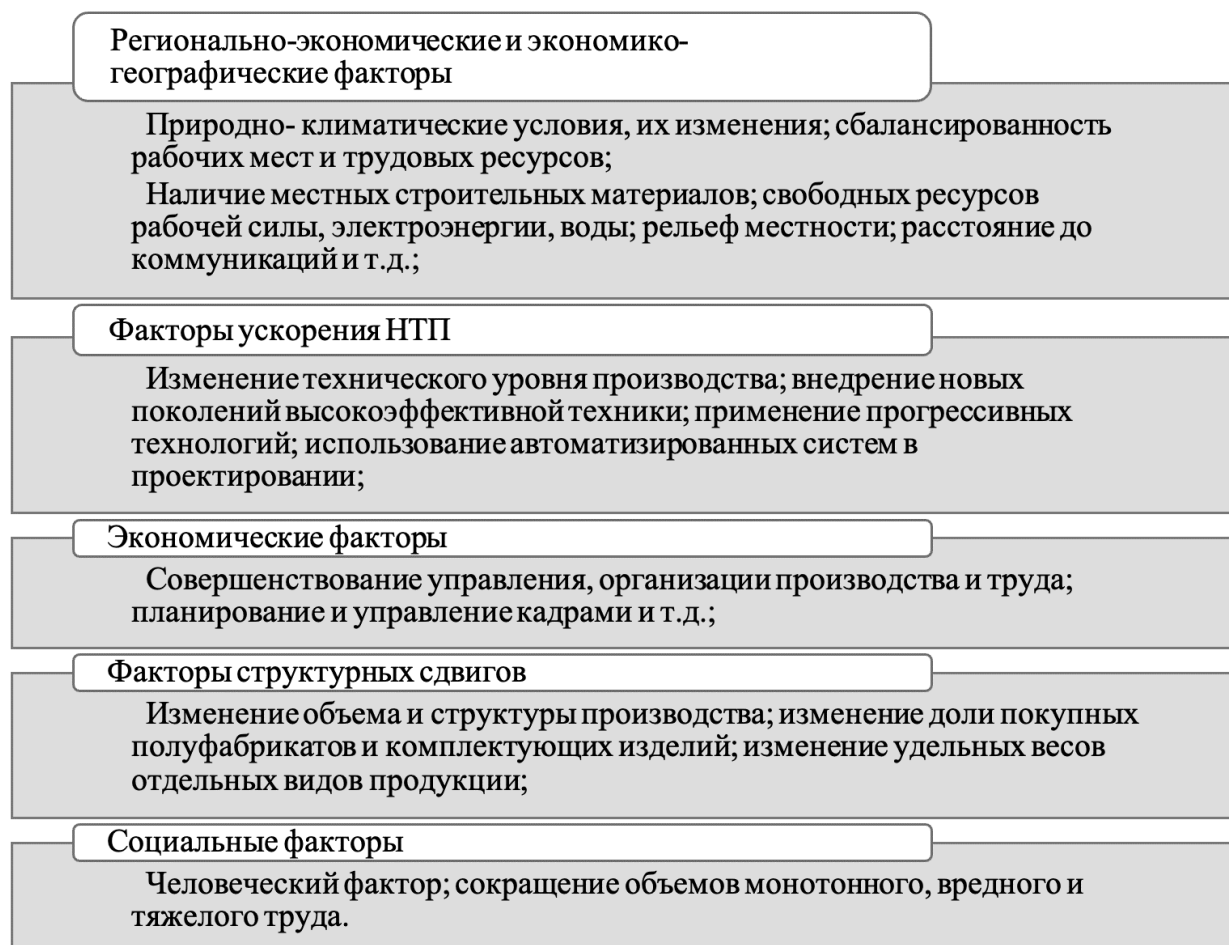 Регионально-экономические и экономико-
географические факторы
Природно- климатические условия, их изменения; сбалансированность
рабочих мест и трудовых ресурсов;
Наличие местных строительных материалов; свободных ресурсов
рабочей силы, электроэнергии, воды; рельеф местности; расстояние до
коммуникаций и т.д.;
Факторы ускорения НТП
Изменение технического уровня производства; внедрение новых
поколений высокоэффективной техники; применение прогрессивных
технологий; использование автоматизированных систем в
проектировании;
Экономические факторы
Совершенствование управления, организации производства и труда;
планирование и управление кадрами и т.д.;
Факторы структурных сдвигов
Изменение объема и структуры производства; изменение доли покупных
полуфабрикатов и комплектующих изделий; изменение удельных весов
отдельных видов продукции;
Социальные факторы
Человеческий фактор; сокращение объемов монотонного, вредного и
тяжелого труда.